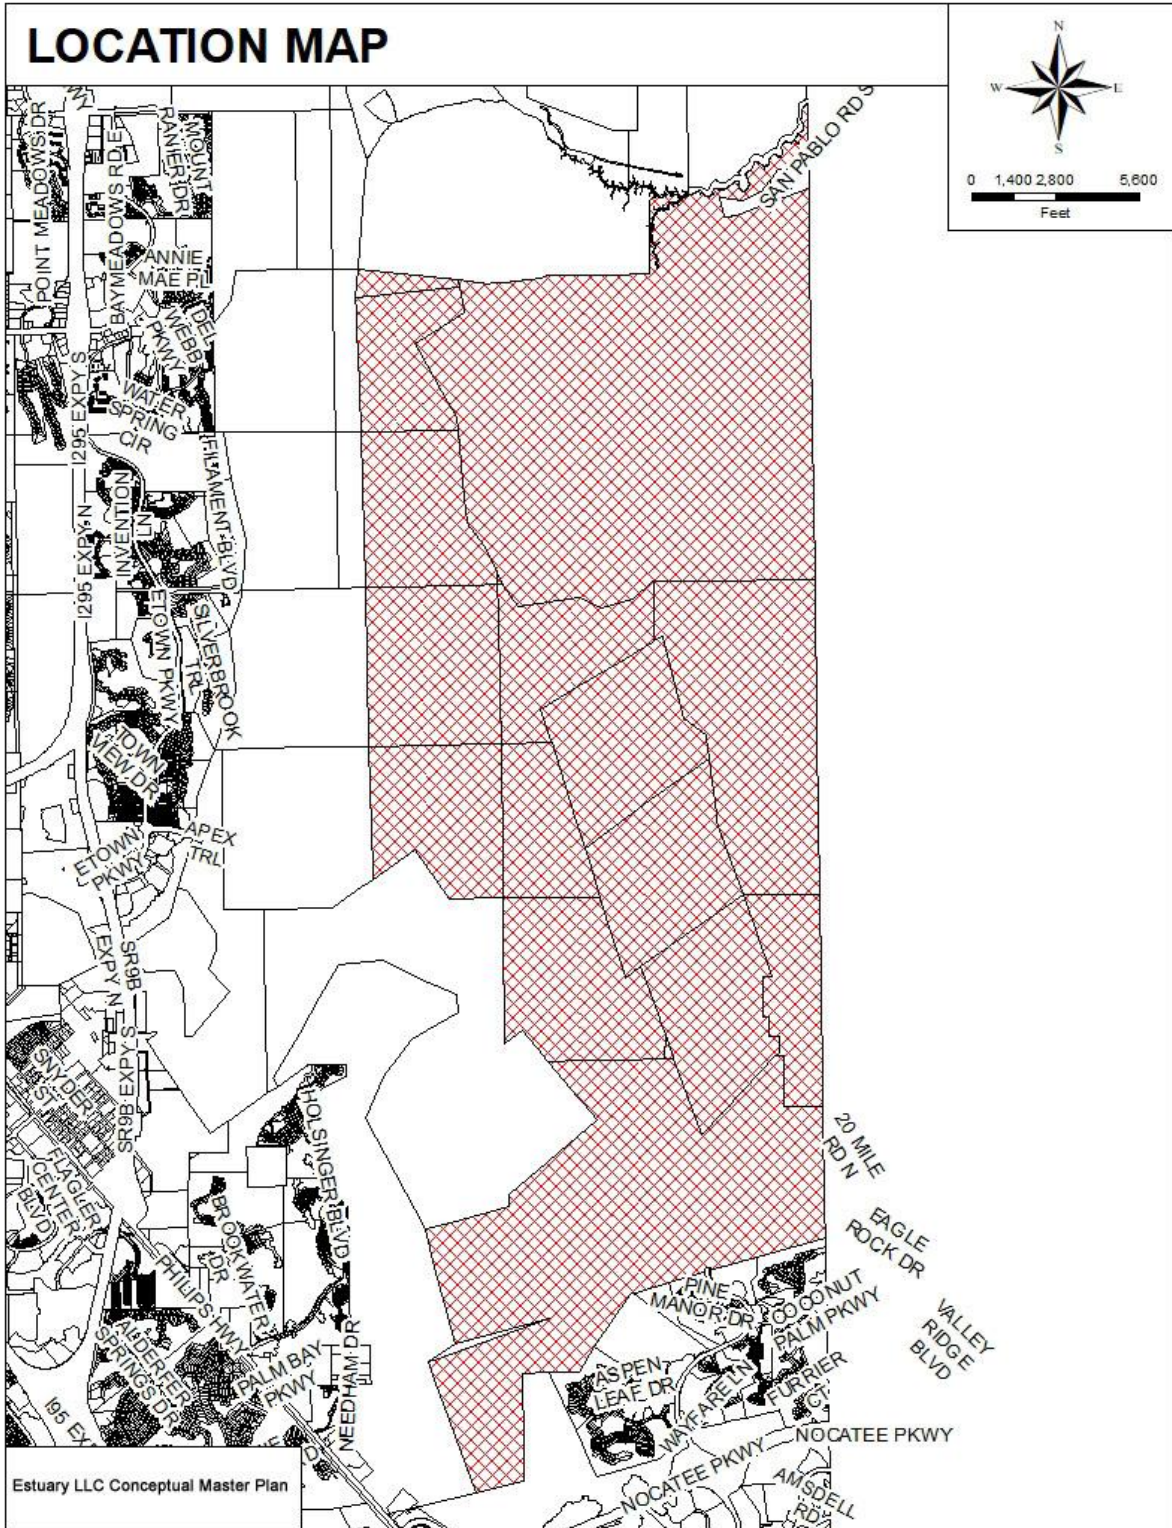 LOCATION MAP
N
W
E
S
0 1,400 2,800 5,600
Feet
WY
POINT MEADOWS DR
BAYMEADOWS RD E
MOUNT
RANIER DR
SAN PABLO RD S
ANNIE
MAE PL
DEL
WEBB
PKWY
I295 EXPY S
WATER
SPRING
CIR
FILAMENT BLVD
INVENTION
LN
I295 EXPY N
ETOWN PKWY
SILVERBROOK
TRL
TOWN
VIEW DR
ETOWN
PKWY
APEX
TRL
SR9B
EXPY N
SR9B EXPY S
SNYDER
ST
HOLSINGER BLVD
FLAGLER
CENTER
BLVD
BROOKWATER
DR
PHILIPS HWY
20 MILE
RD N
EAGLE
ROCK DR
PINE
MANOR DR
COCONUT
PALM PKWY
VALLEY
RIDGE
BLVD
ALDERFER
SPRINGS DR
PALM BAY
PKWY
NEEDHAM DR
ASPEN
LEAF DR
WAYFARE LN
FURRIER
CT
NOCATEE PKWY
NOCATEE PKWY
AMSDELL
RD
Estuary LLC Conceptual Master Plan